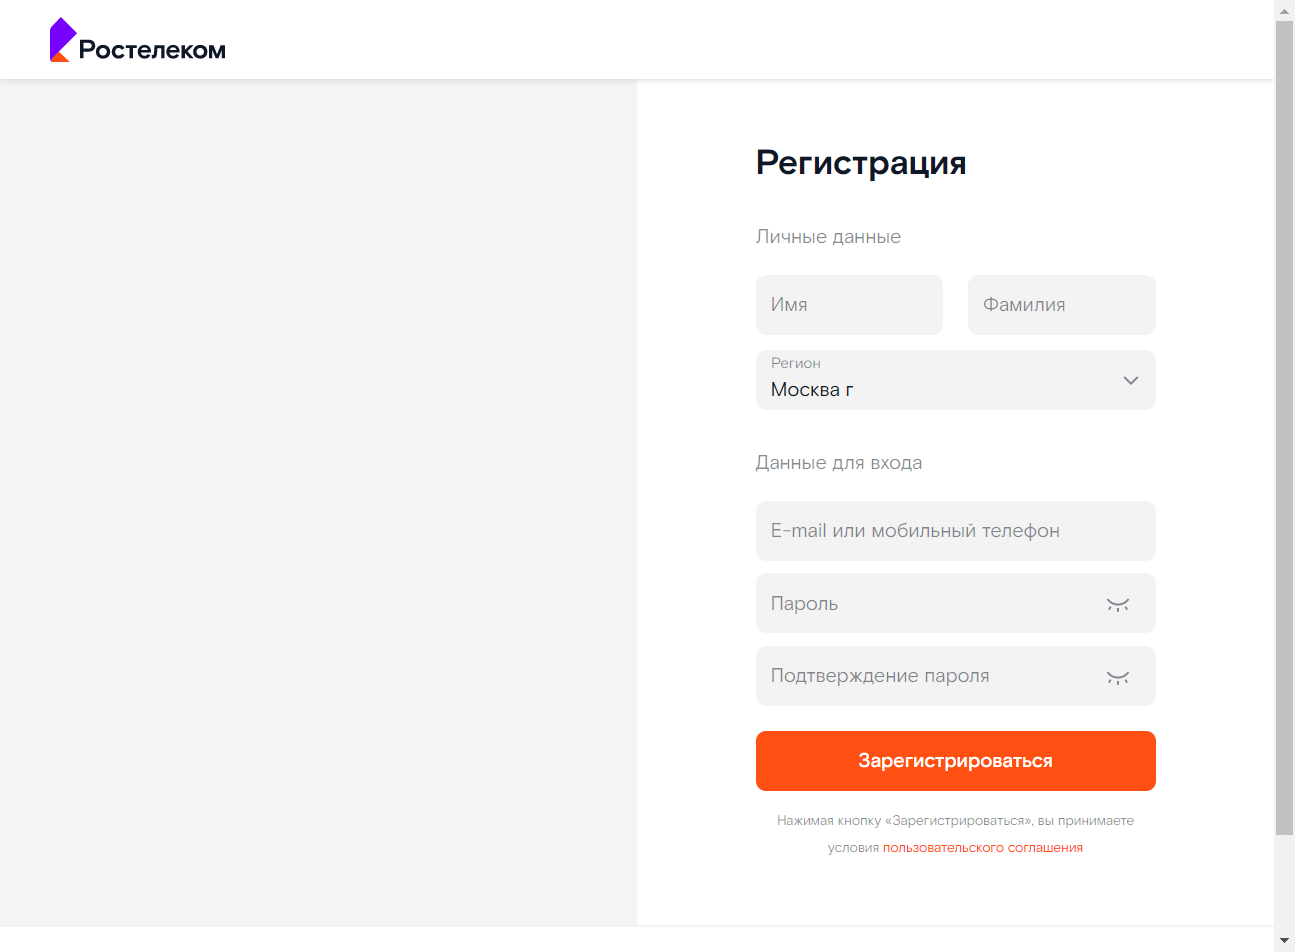 Ростелеком
Регистрация
Личные данные
Имя
Фамилия
Регион
Москва г
Данные для входа
E-mail или мобильный телефон
Пароль
Подтверждение пароля
Зарегистрироваться
Нажимая кнопку «Зарегистрироваться», вы принимаете
условия пользовательского соглашения